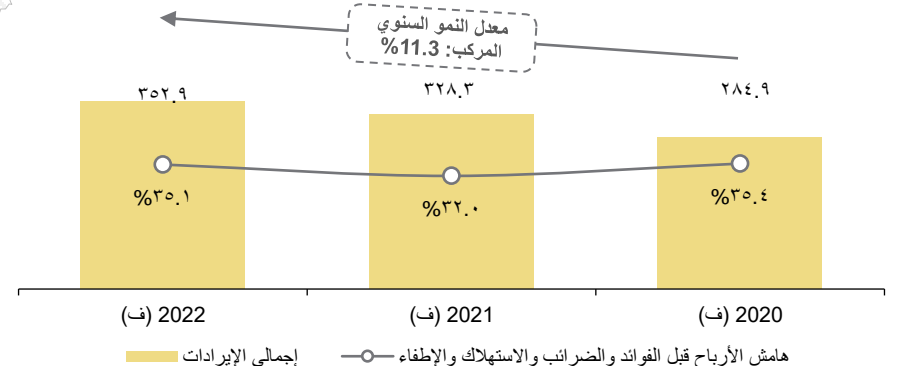 معدل النمو السنوي
المركب: 11.3%
٢٨٤.٩
٣٢٨.٣
٣٥٢.٩
%٣٥.٤
%٣٢.٠
%٣٥.١
2020 (ف)
2021 (ف)
2022 (ف)
هامش الأرباح قبل الفوائد والضرائب والاستهلاك والإطفاء
إجمالي الإيرادات